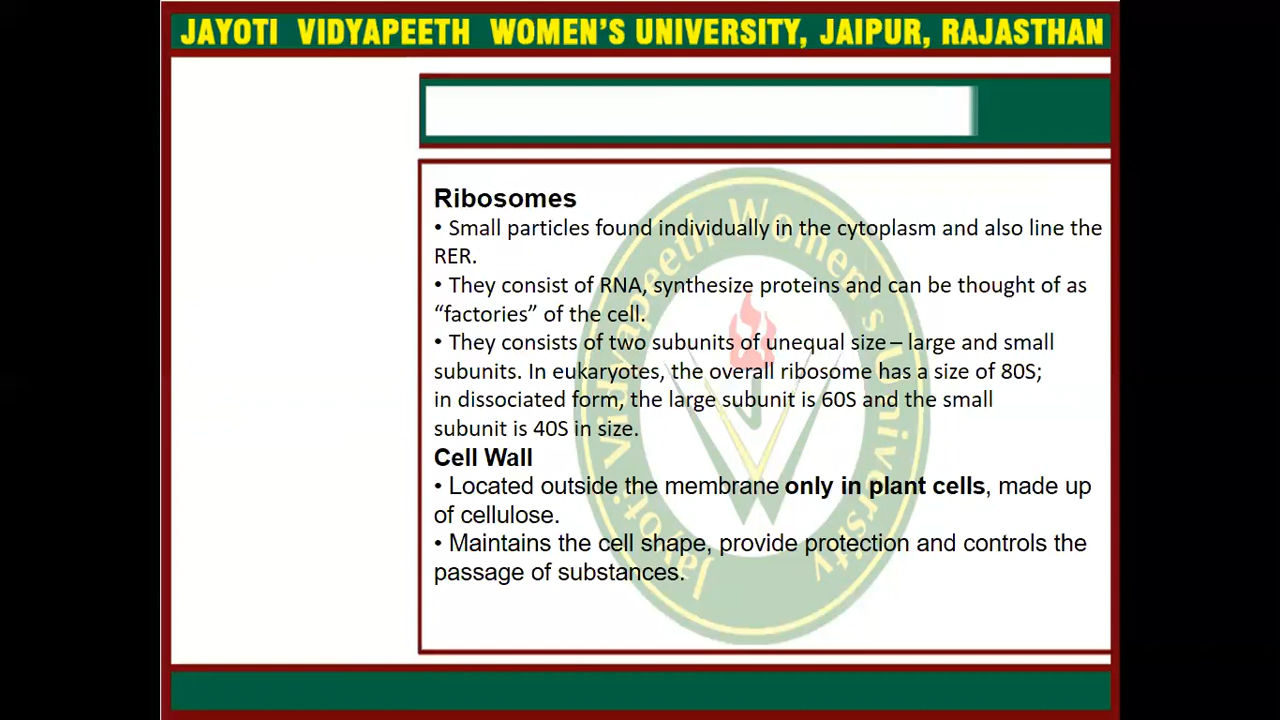 JAYOTI VIDYAPEETH WOMEN'S UNIVERSITY, JAIPUR, RAJASTHAN
Ribosomes
• Small particles found individually in the cytoplasm and also line the
RER.
• They consist of RNA, synthesize proteins and can be thought of as
“factories” of the cell.
• They consists of two subunits of unequal size – large and small
subunits. In eukaryotes, the overall ribosome has a size of 80S;
in dissociated form, the large subunit is 60S and the small
subunit is 40S in size.
Cell Wall
• Located outside the membrane only in plant cells, made up
of cellulose.
• Maintains the cell shape, provide protection and controls the
passage of substances.
Jayoti Vidyapeeth Women's University